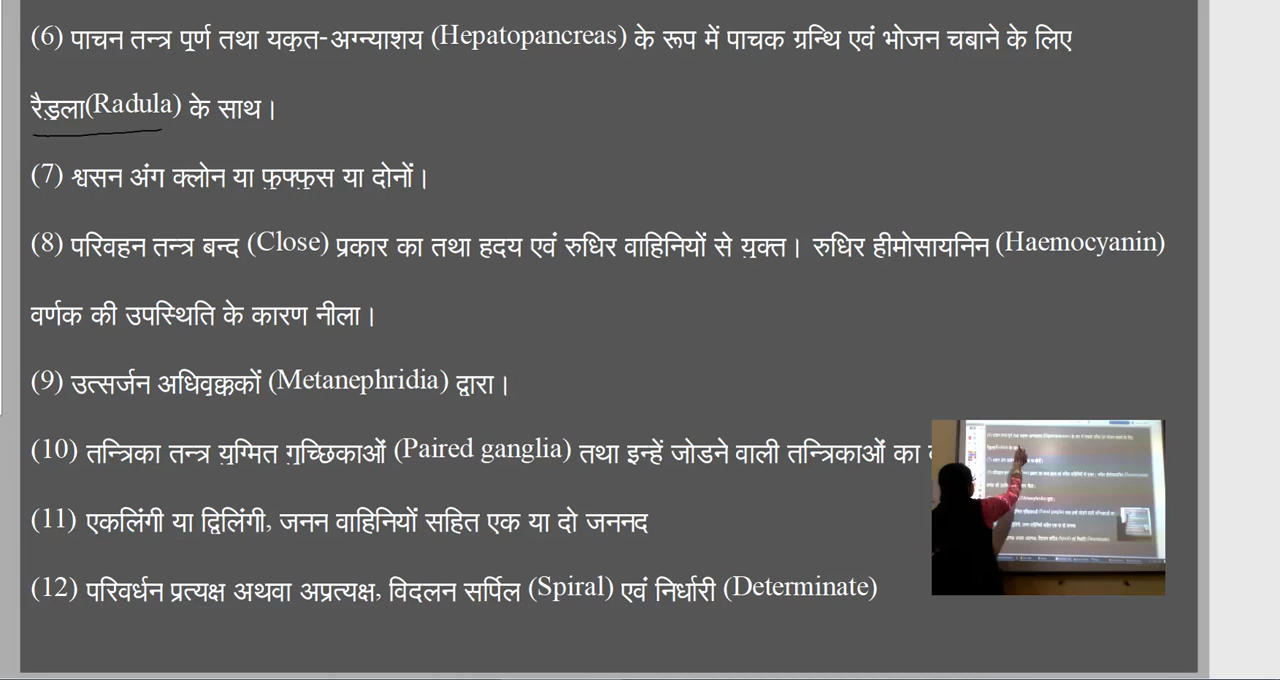 (6) पाचन तन्त्र पूर्ण तथा यकृत-अग्न्याशय (Hepatopancreas) के रूप में पाचक ग्रन्थि एवं भोजन चबाने के लिए
रैडुला(Radula) के साथ।
(7) श्वसन अंग क्लोन या फुफ्फुस या दोनों।
(8) परिवहन तन्त्र बन्द (Close) प्रकार का तथा हृदय एवं रुधिर वाहिनियों से युक्त। रुधिर हीमोसायनिन (Haemocyanin)
वर्णक की उपस्थिति के कारण नीला।
(9) उत्सर्जन अधिवृक्ककों (Metanephridia) द्वारा।
(10) तन्त्रिका तन्त्र युग्मित गुच्छिकाओं (Paired ganglia) तथा इन्हें जोडने वाली तन्त्रिकाओं का
(11) एकलिंगी या द्विलिंगी, जनन वाहिनियों सहित एक या दो जननद
(12) परिवर्धन प्रत्यक्ष अथवा अप्रत्यक्ष, विदलन सर्पिल (Spiral) एवं निर्धारी (Determinate)